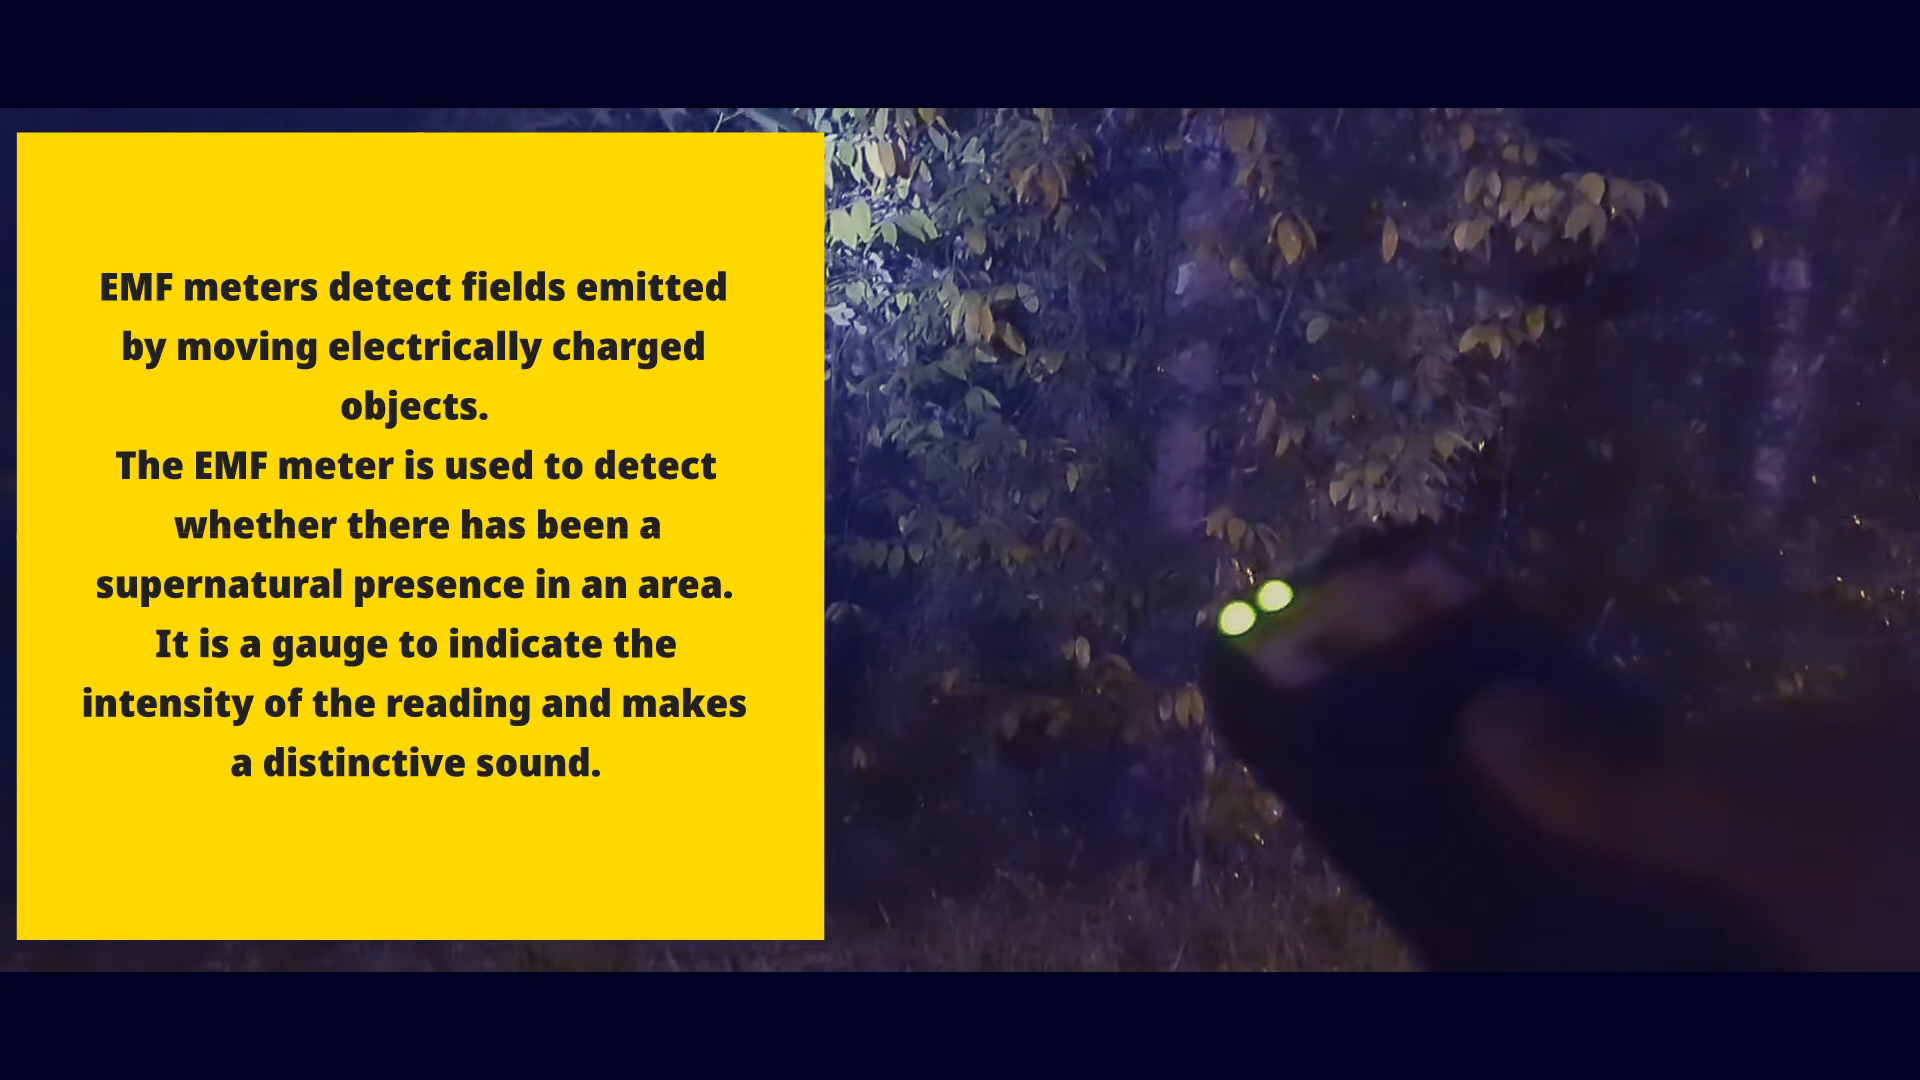 EMF meters detect fields emitted
by moving electrically charged
objects.
The EMF meter is used to detect
whether there has been a
supernatural presence in an area.
It is a gauge to indicate the
intensity of the reading and makes
a distinctive sound.